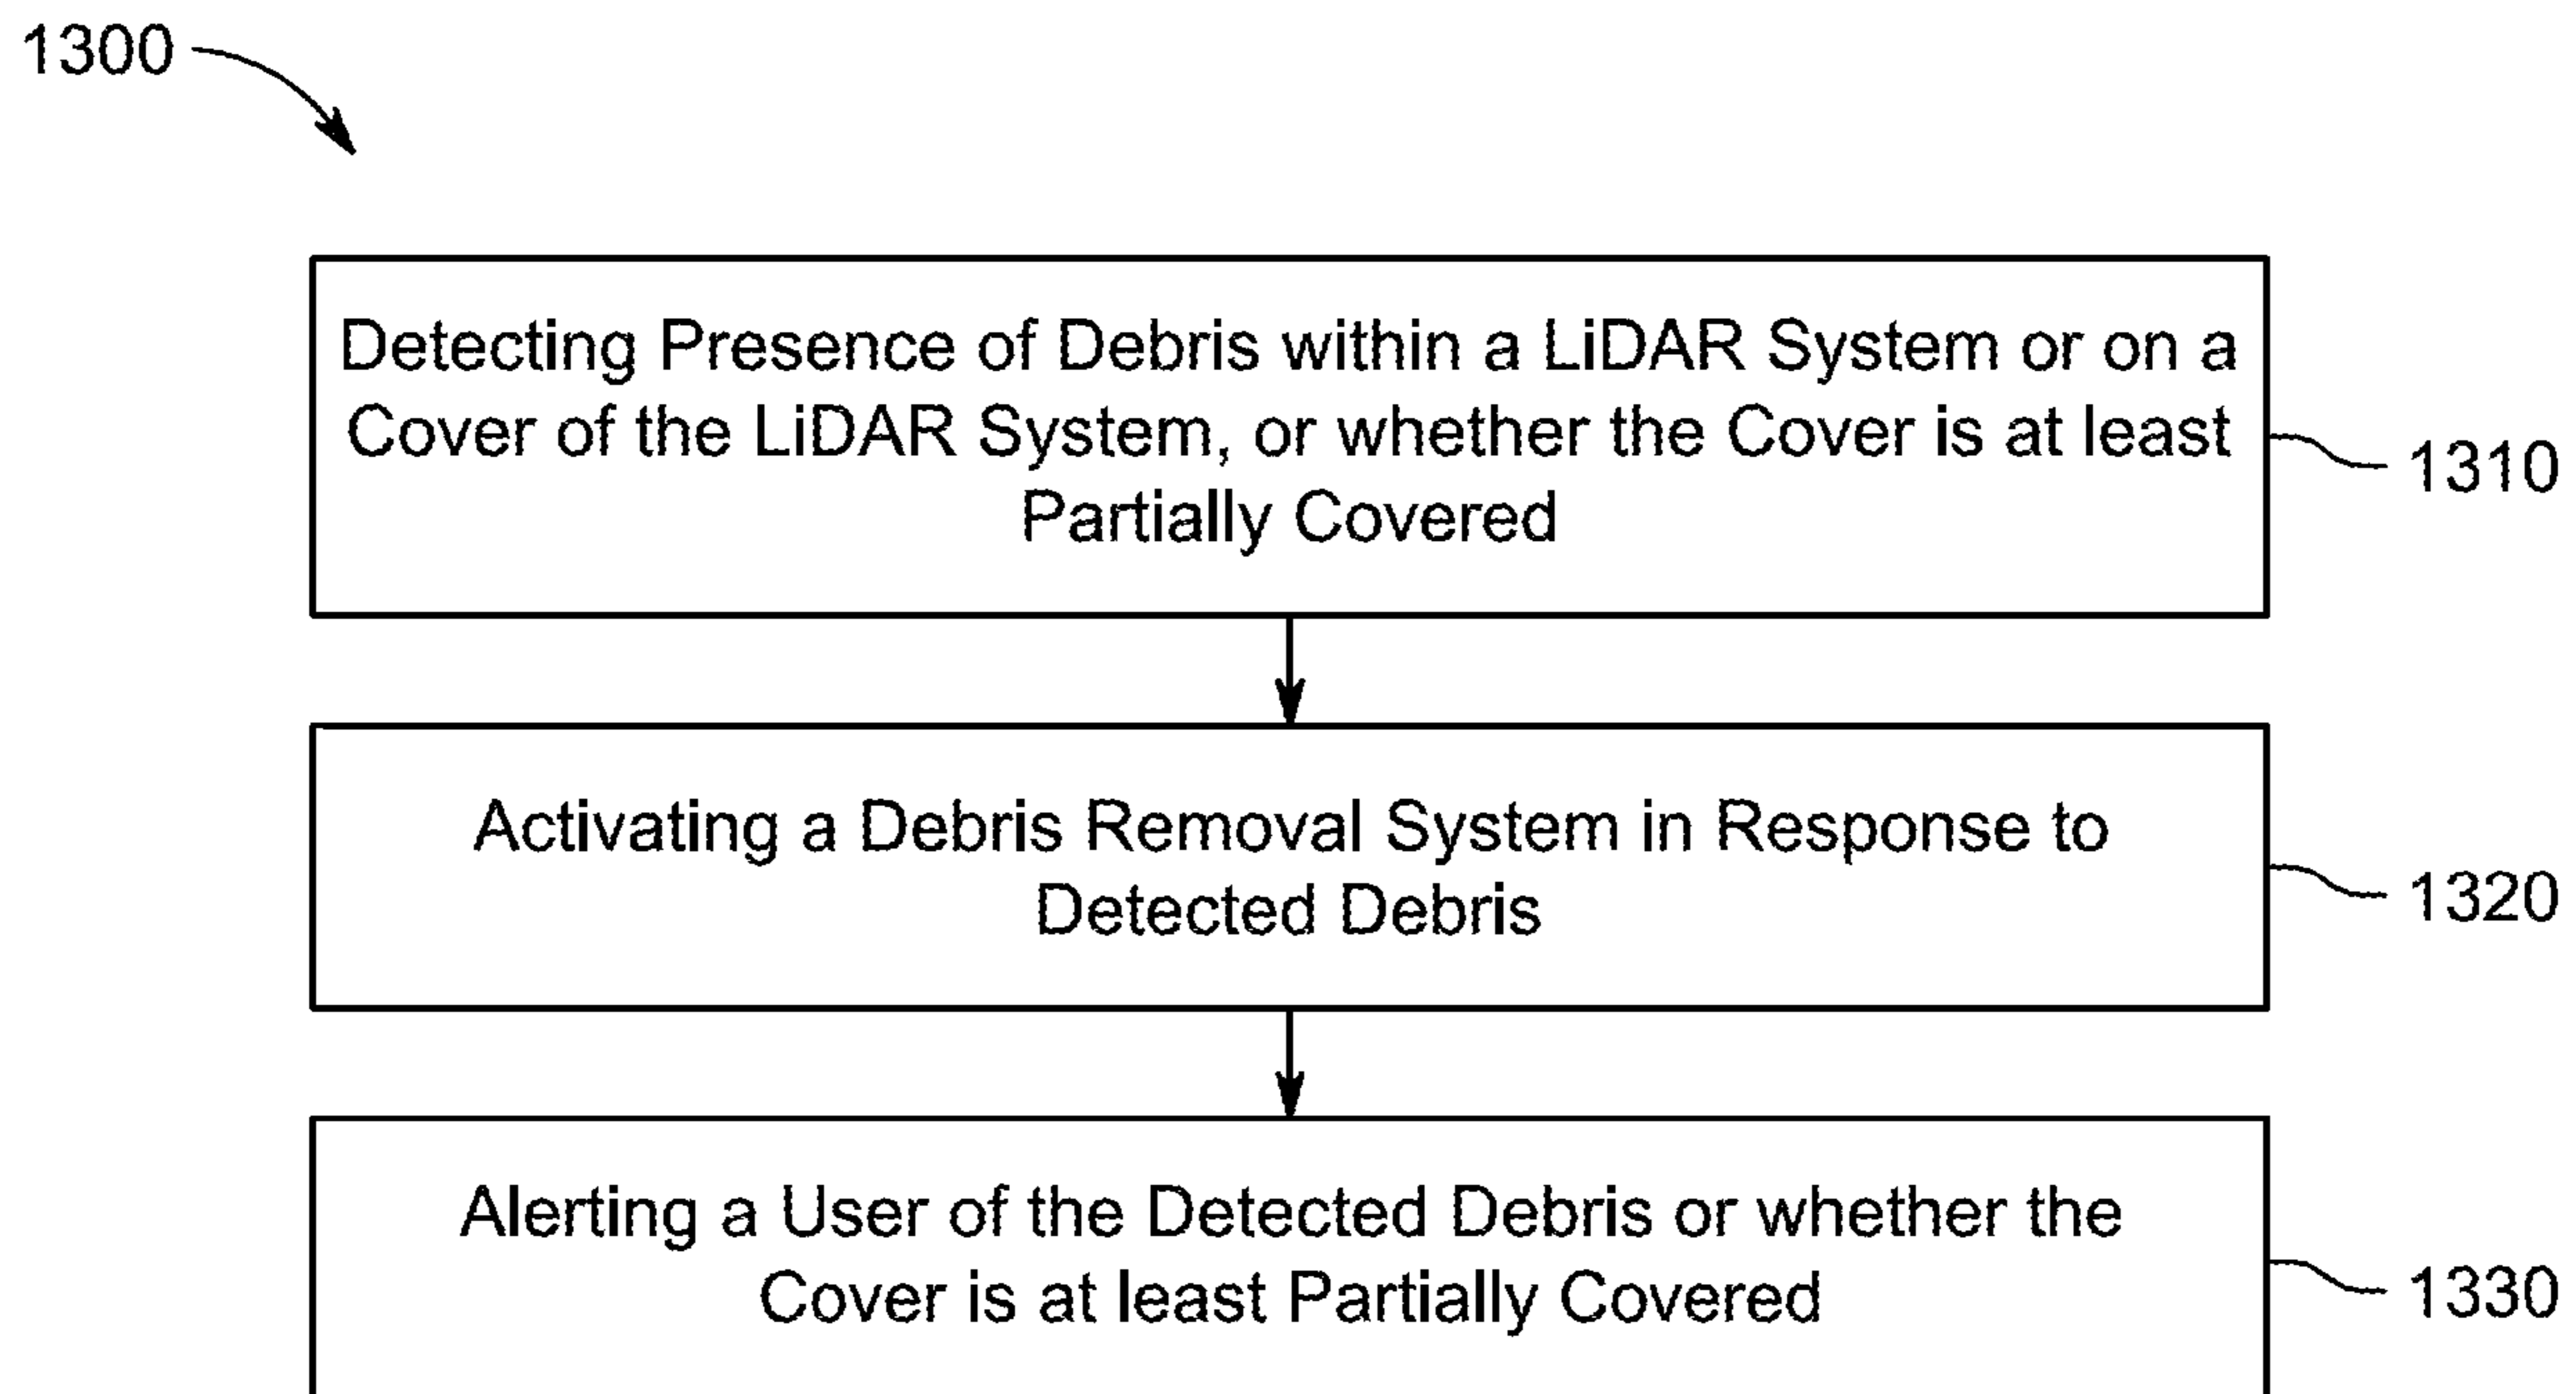 1300
Detecting Presence of Debris within a LiDAR System or on a
Cover of the LiDAR System, or whether the Cover is at least
Partially Covered
1310
Activating a Debris Removal System in Response to
Detected Debris
1320
Alerting a User of the Detected Debris or whether the
Cover is at least Partially Covered
1330